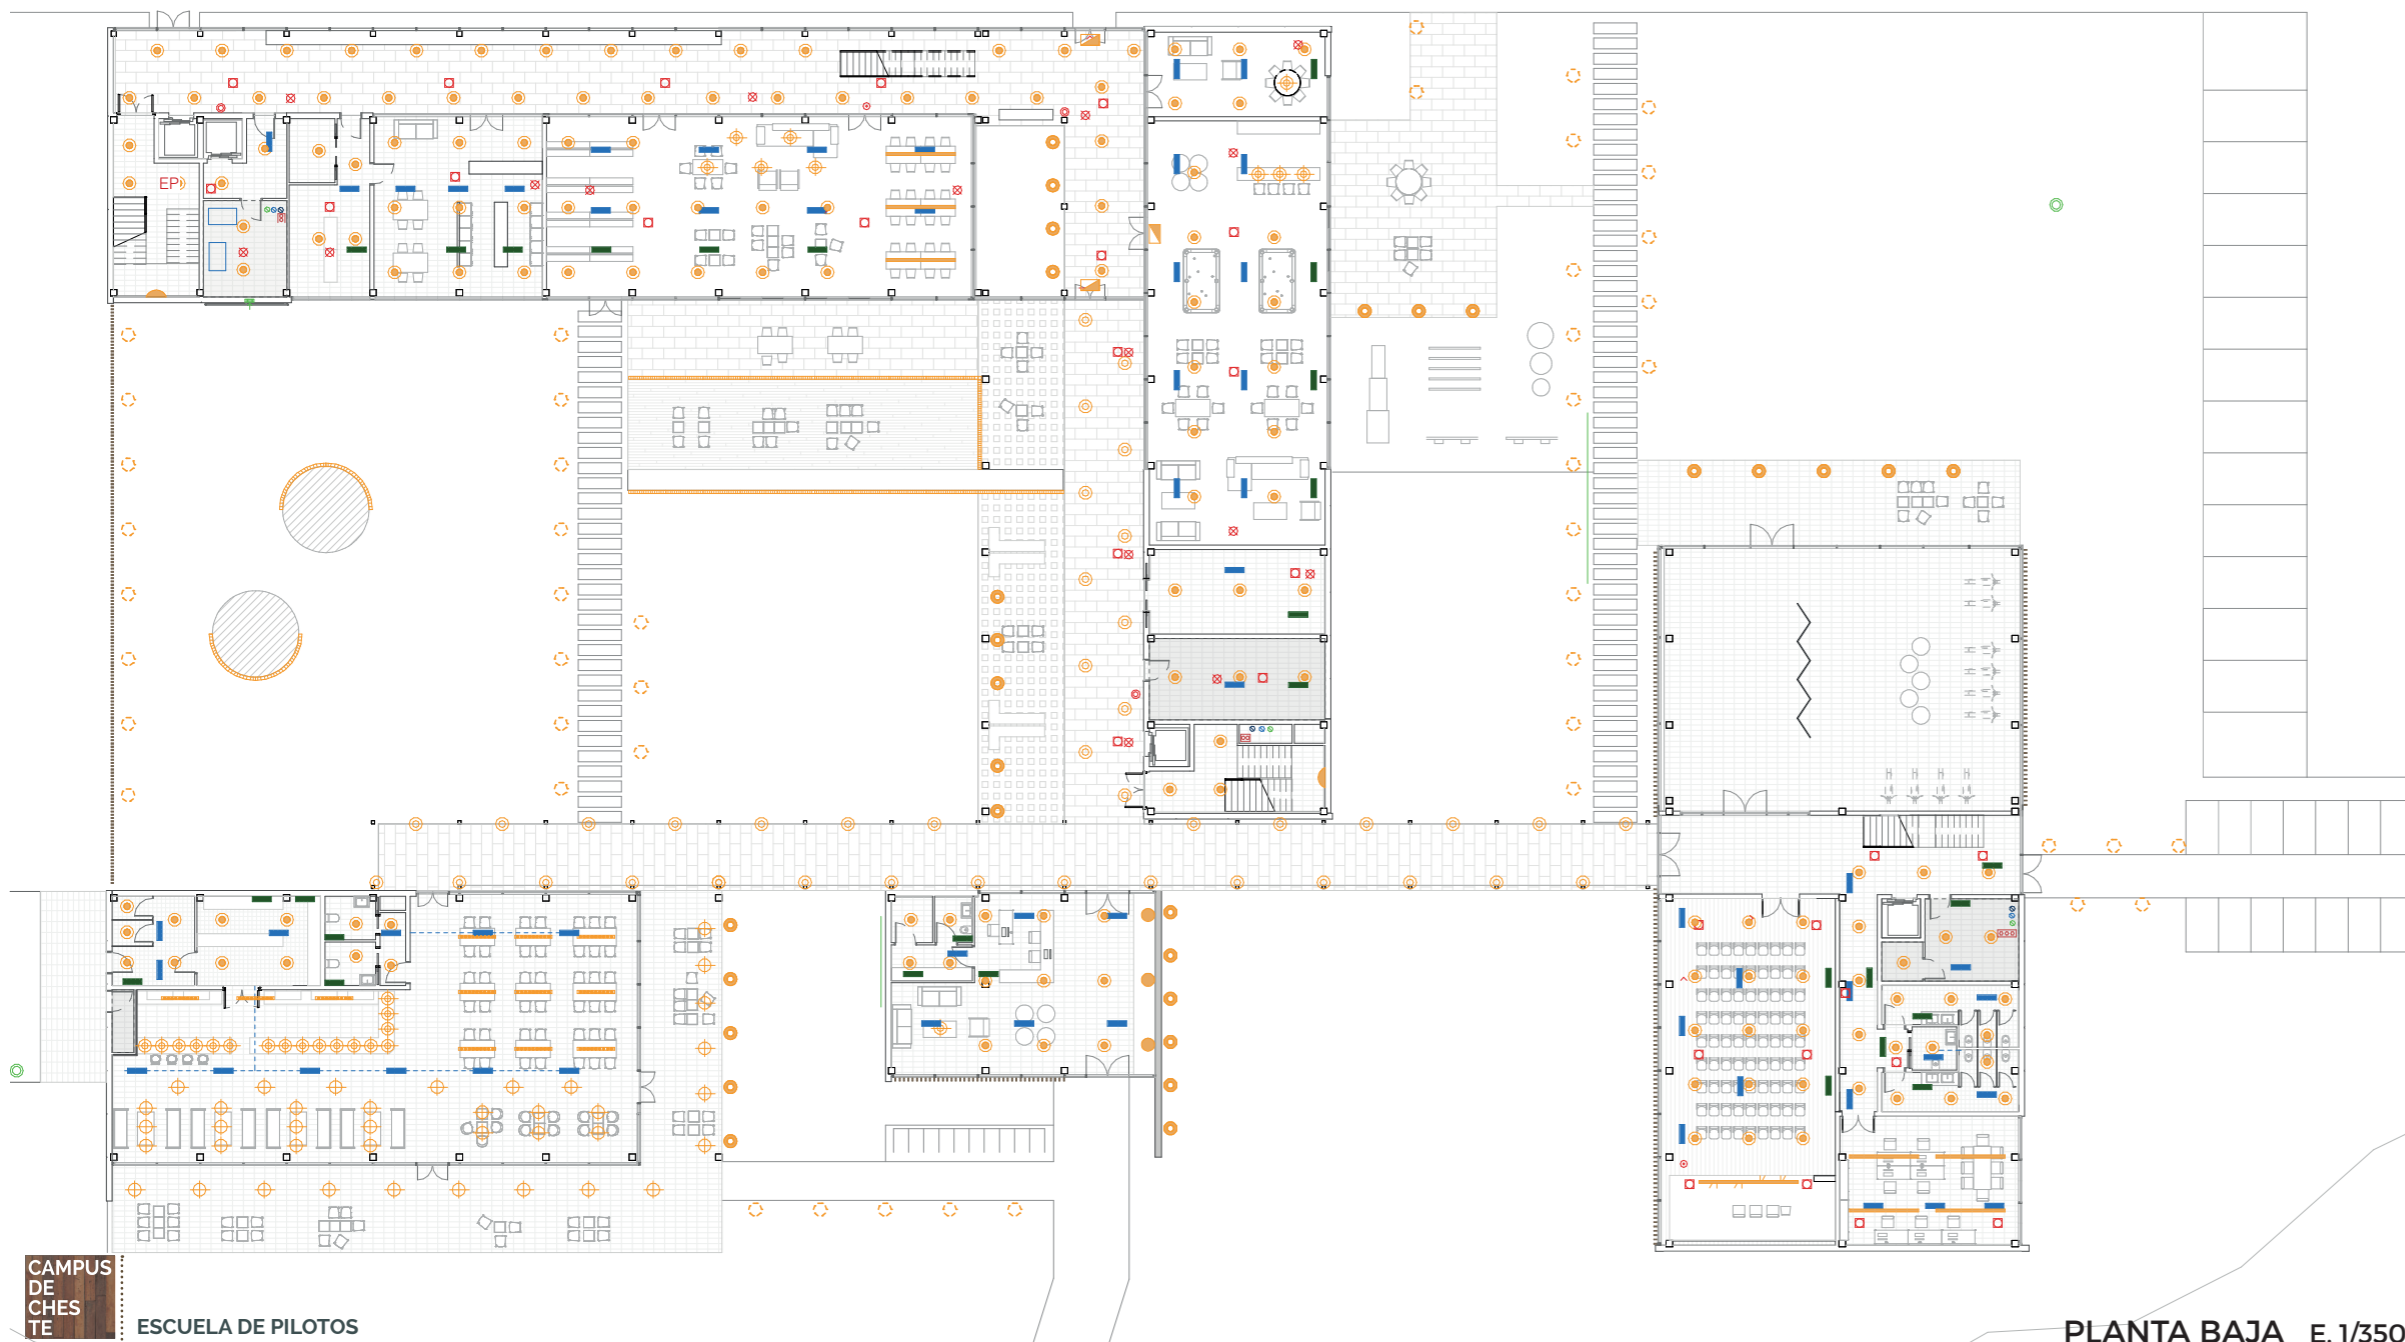 EP
CAMPUS
DE
CHES
TE
ESCUELA DE PILOTOS
PLANTA BAJA E. 1/350